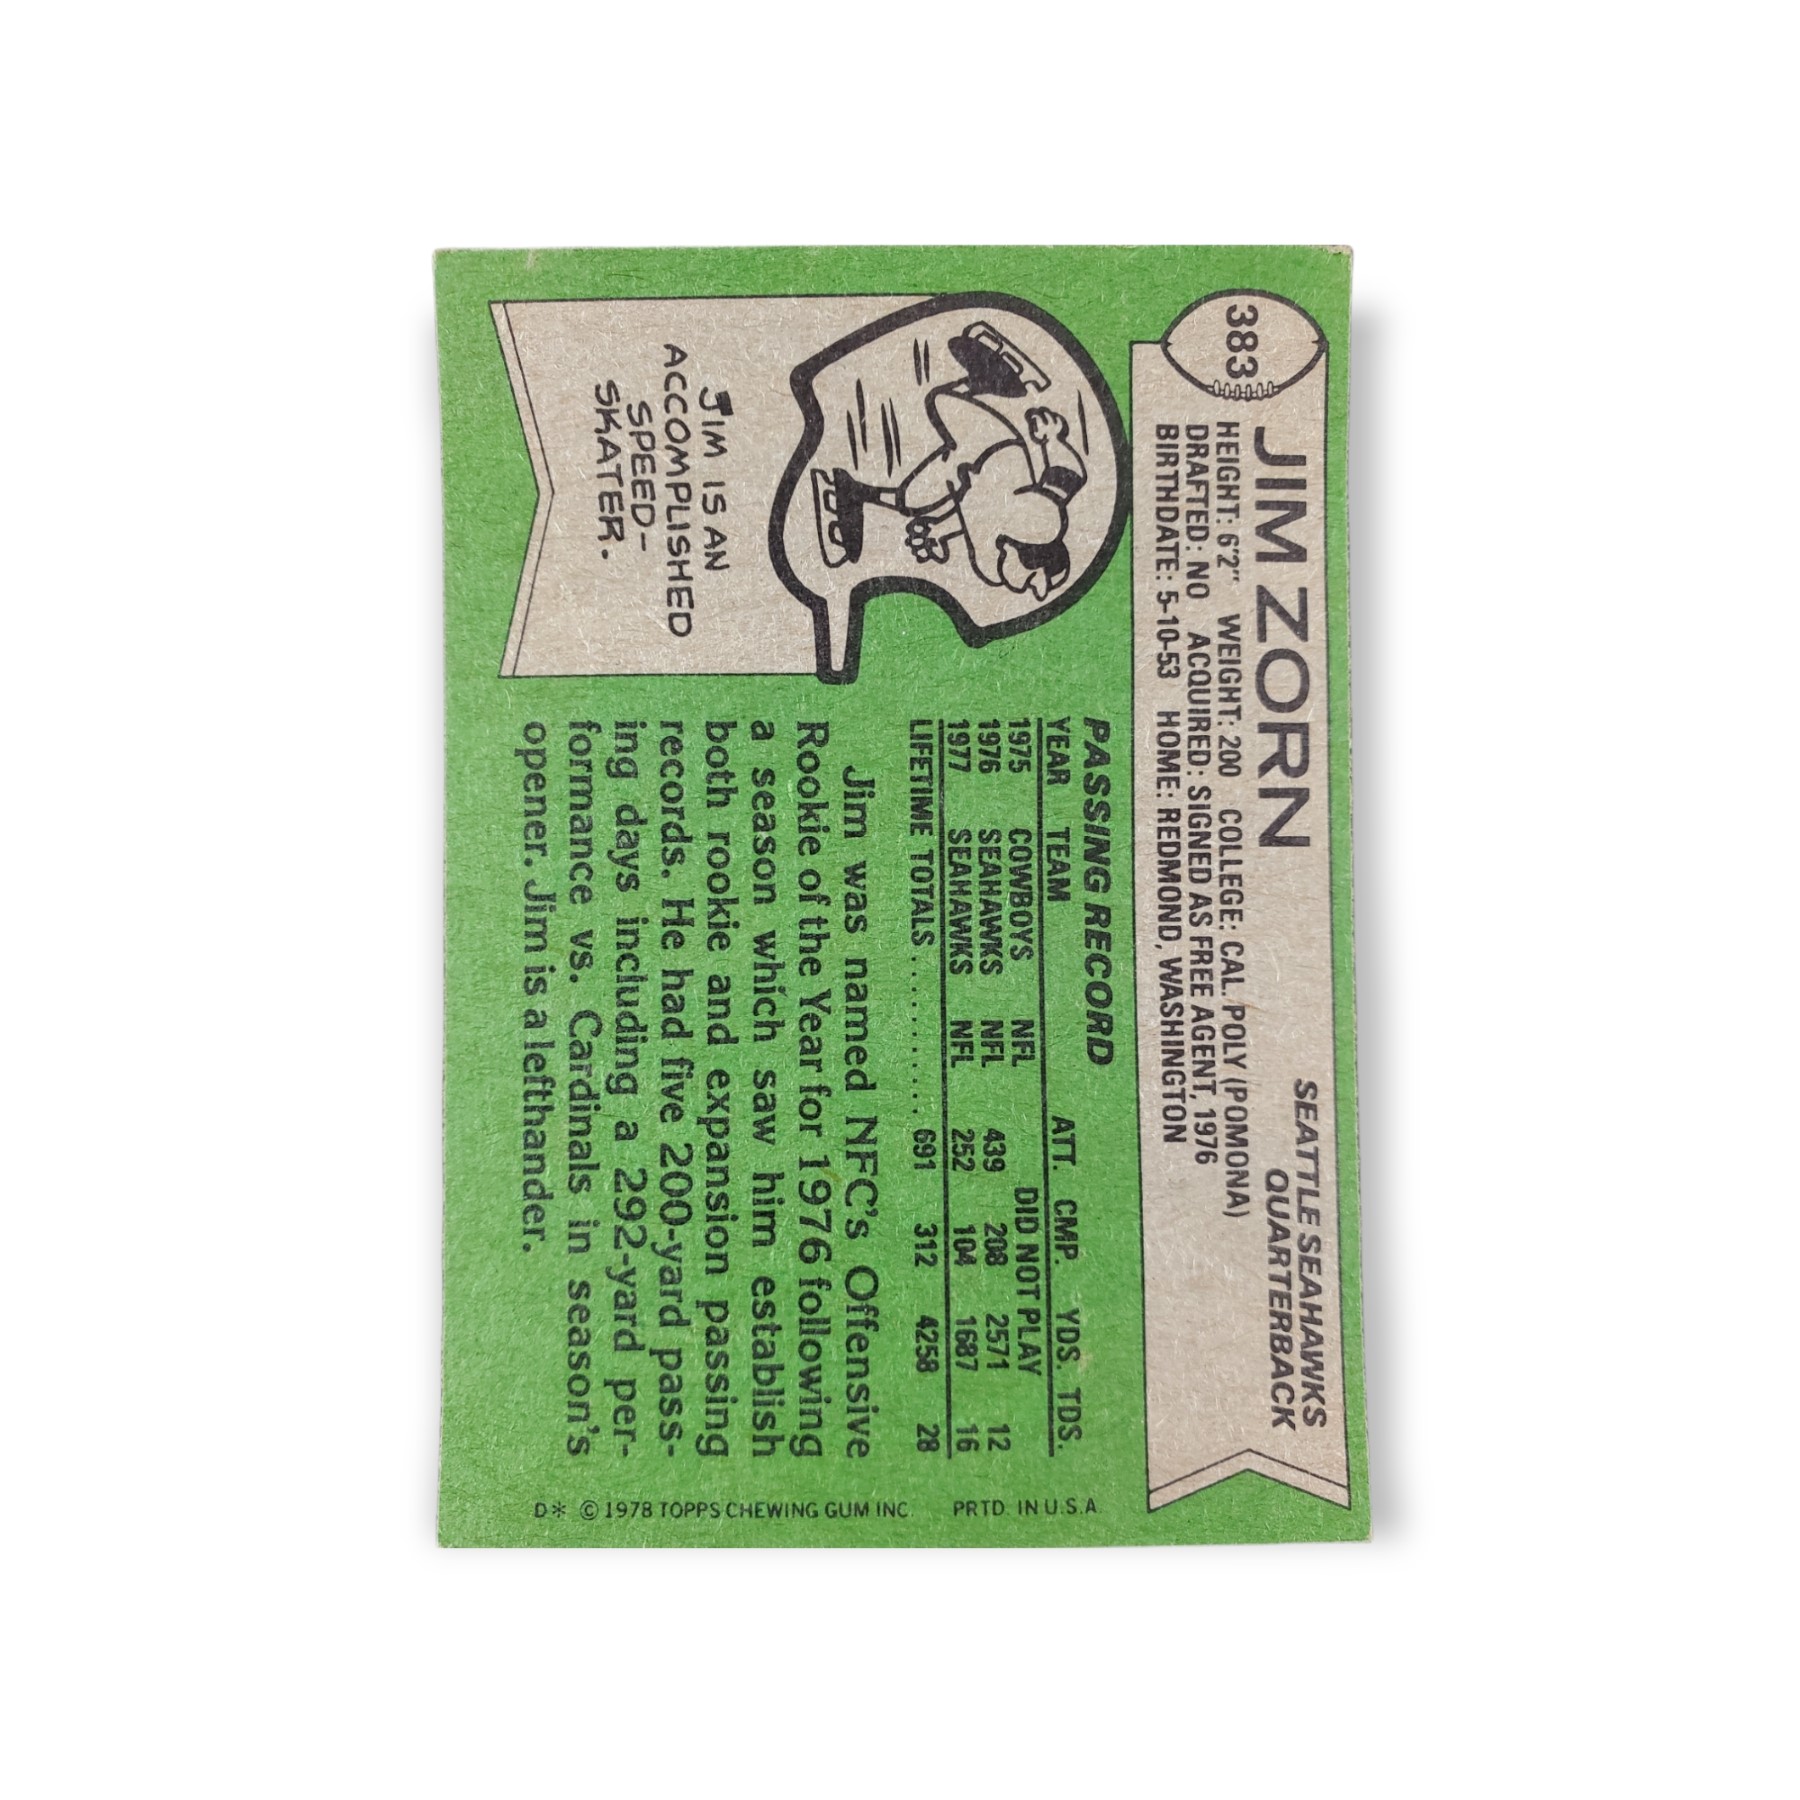 383
JIM ZORN
SEATTLE SEAHAWKS
QUARTERBACK
HEIGHT: 6'2" WEIGHT: 200 COLLEGE: CAL. POLY (POMONA)
DRAFTED: NO ACQUIRED: SIGNED AS FREE AGENT, 1976
BIRTHDATE: 5-10-53 HOME: REDMOND, WASHINGTON
JIM IS AN
ACCOMPLISHED
SPEED-
SKATER.
PASSING RECORD
YEAR TEAM ATT. CMP. YDS. TDS.
1975 COWBOYS NFL DID NOT PLAY
1976 SEAHAWKS NFL 439 208 2571 12
1977 SEAHAWKS NFL 252 104 1687 16
LIFETIME TOTALS .............. 691 312 4258 28
Jim was named NFC's Offensive
Rookie of the Year for 1976 following
a season which saw him establish
both rookie and expansion passing
records. He had five 200-yard pass-
ing days including a 292-yard per-
formance vs. Cardinals in season's
opener. Jim is a lefthander.
D* © 1978 TOPPS CHEWING GUM INC. PRTD. IN U.S.A.